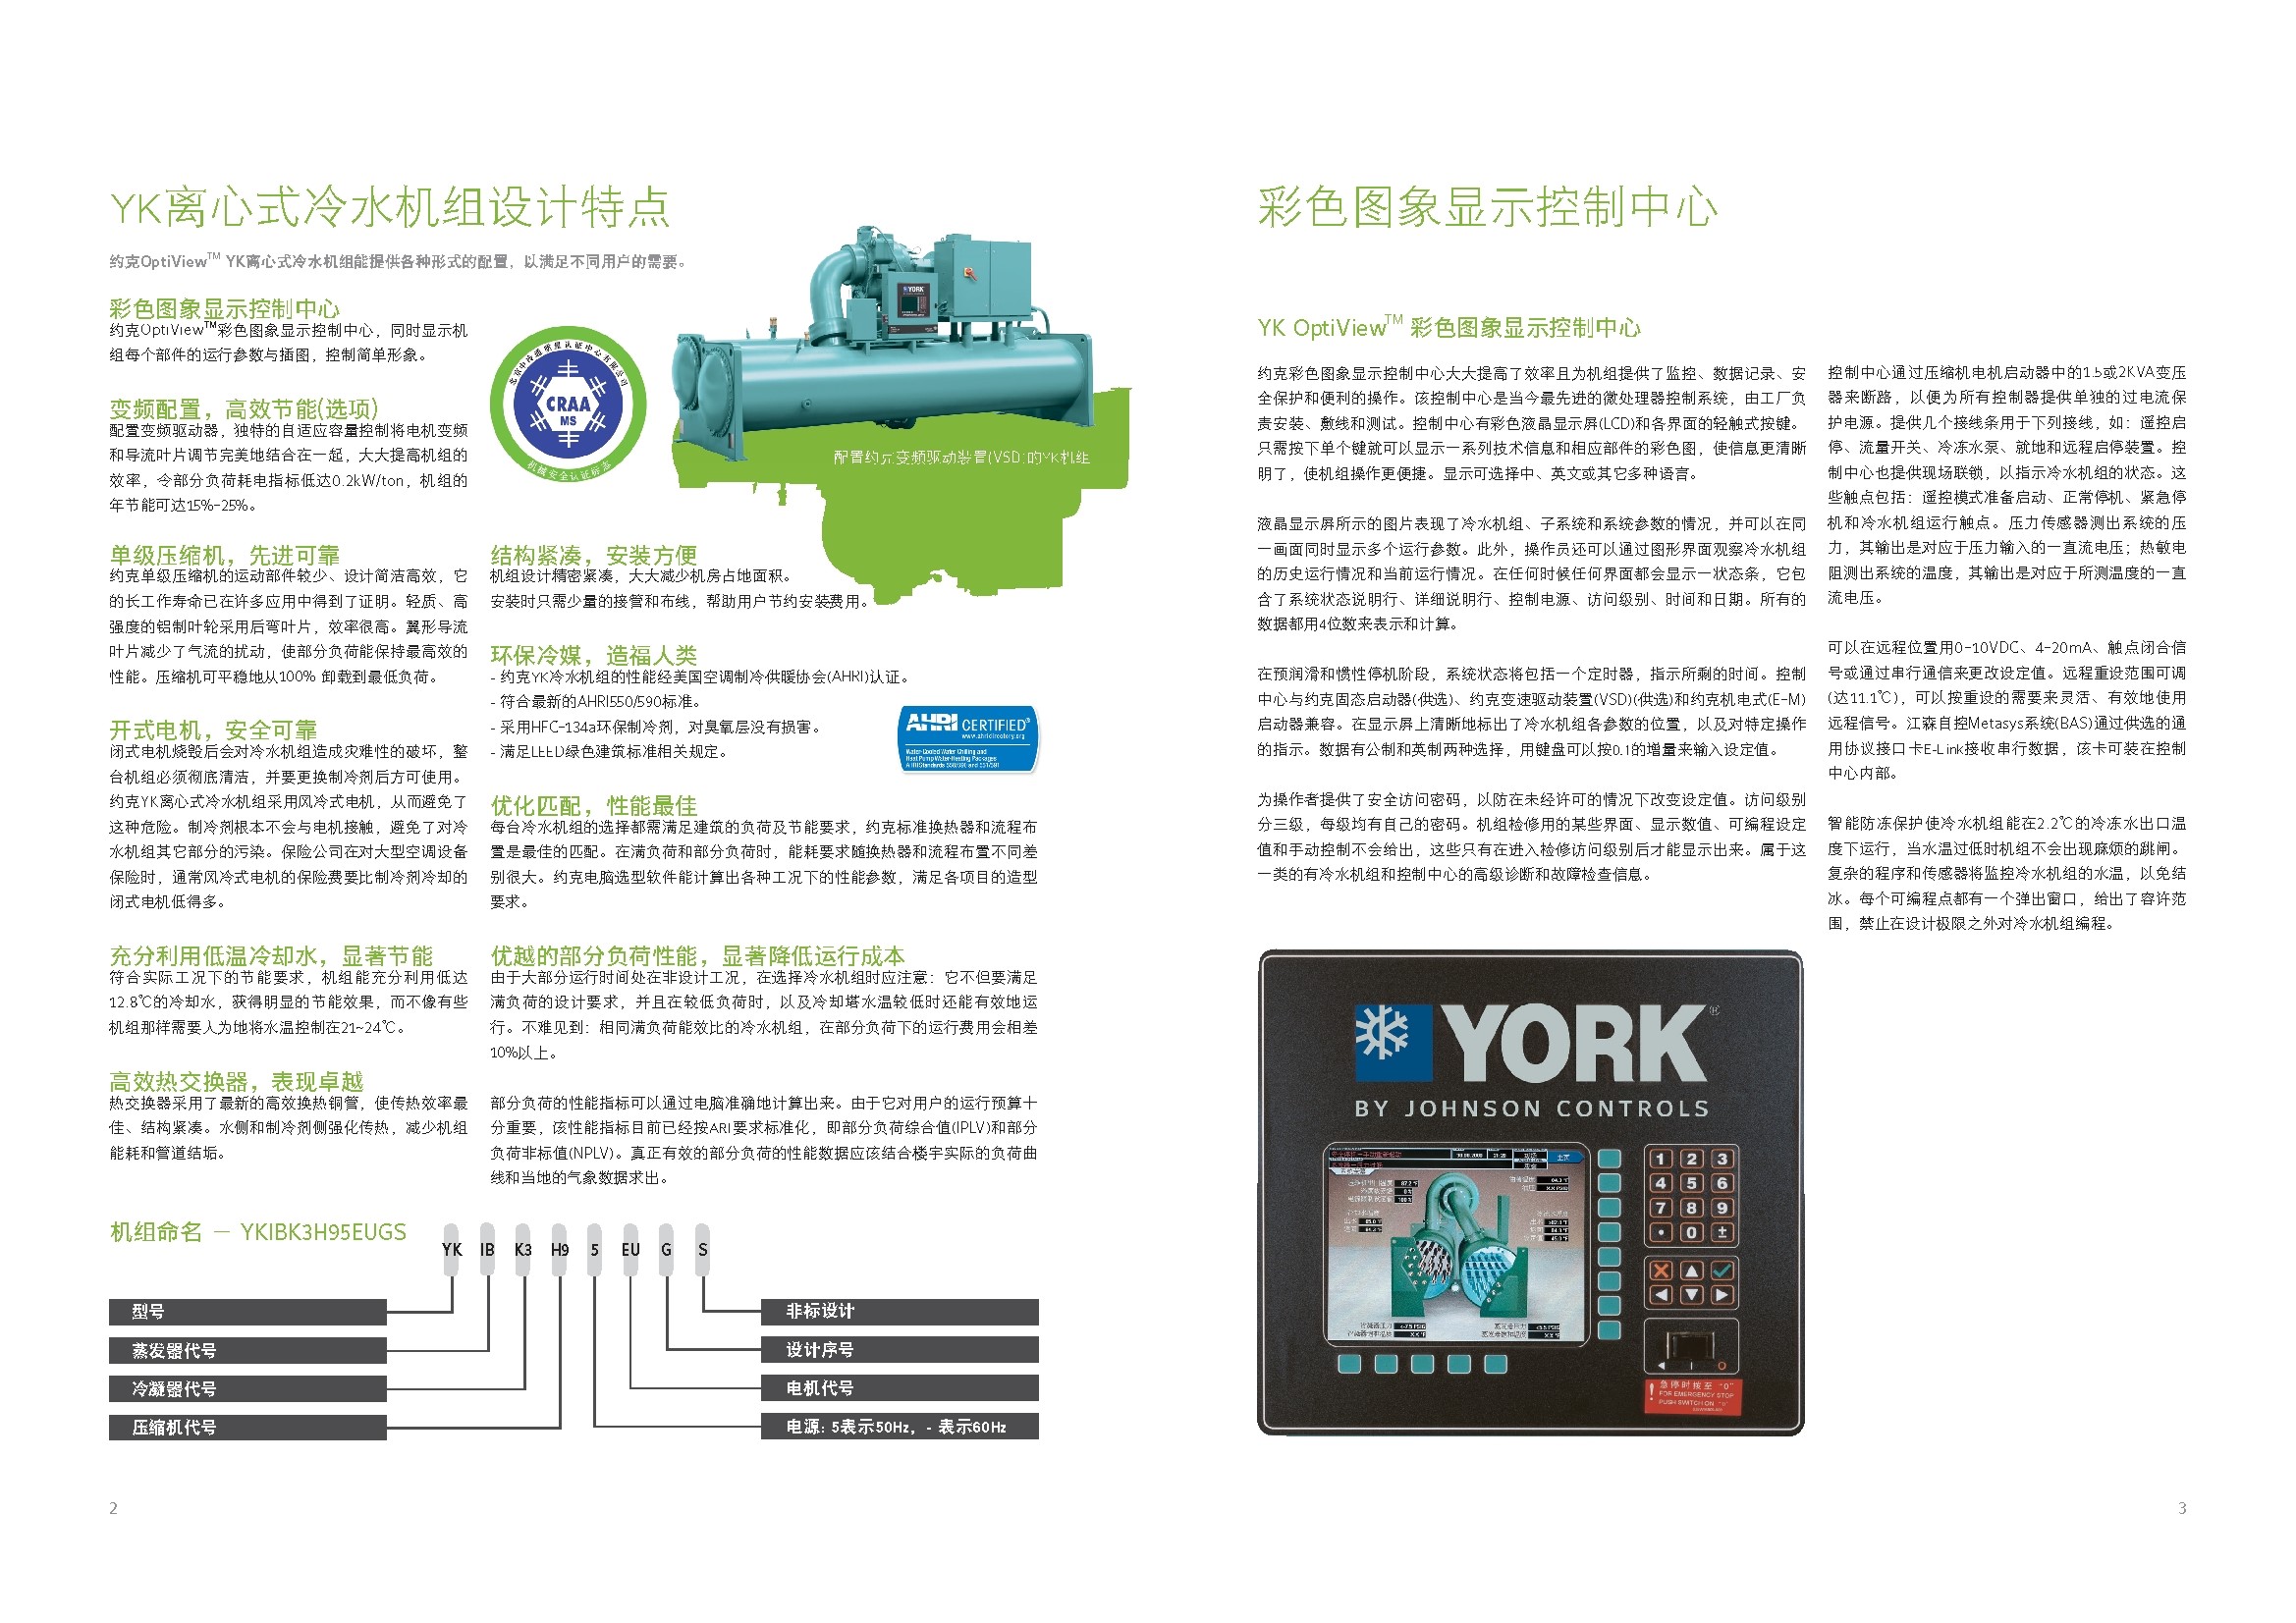 YK离心式冷水机组设计特点
约克OptiView™ YK离心式冷水机组能提供各种形式的配置，以满足不同用户的需要。
彩色图象显示控制中心
约克OptiView™彩色图象显示控制中心，同时显示机
组每个部件的运行参数与插图，控制简单形象。
变频配置，高效节能(选项)
配置变频驱动器，独特的自适应容量控制将电机变频
和导流叶片调节完美地结合在一起，大大提高机组的
效率，令部分负荷耗电指标低达0.2kW/ton，机组的
年节能可达15%-25%。
单级压缩机，先进可靠
约克单级压缩机的运动部件较少、设计简洁高效，它
的长工作寿命已在许多应用中得到了证明。轻质、高
强度的铝制叶轮采用后弯叶片，效率很高。翼形导流
叶片减少了气流的扰动，使部分负荷能保持最高效的
性能。压缩机可平稳地从100% 卸载到最低负荷。
开式电机，安全可靠
闭式电机烧毁后会对冷水机组造成灾难性的破坏，整
台机组必须彻底清洁，并要更换制冷剂后方可使用。
约克YK离心式冷水机组采用风冷式电机，从而避免了
这种危险。制冷剂根本不会与电机接触，避免了对冷
水机组其它部分的污染。保险公司在对大型空调设备
保险时，通常风冷式电机的保险费要比制冷剂冷却的
闭式电机低得多。
充分利用低温冷却水，显著节能
符合实际工况下的节能要求，机组能充分利用低达
12.8℃的冷却水，获得明显的节能效果，而不像有些
机组那样需要人为地将水温控制在21~24℃。
高效热交换器，表现卓越
热交换器采用了最新的高效换热铜管，使传热效率最
佳、结构紧凑。水侧和制冷剂侧强化传热，减少机组
能耗和管道结垢。
北京中冷通质量认证中心有限公司
CRAA
MS
机械安全认证标志
YORK
配置约克变频驱动装置(VSD)的YK机组
结构紧凑，安装方便
机组设计精密紧凑，大大减少机房占地面积。
安装时只需少量的接管和布线，帮助用户节约安装费用。
环保冷媒，造福人类
- 约克YK冷水机组的性能经美国空调制冷供暖协会(AHRI)认证。
- 符合最新的AHRI550/590标准。
- 采用HFC-134a环保制冷剂，对臭氧层没有损害。
- 满足LEED绿色建筑标准相关规定。
AHRI CERTIFIED®
www.ahridirectory.org
Water-Cooled Water Chilling and
Heat Pump Water-Heating Packages
AHRI Standards 550/590 and 551/591
优化匹配，性能最佳
每台冷水机组的选择都需满足建筑的负荷及节能要求，约克标准换热器和流程布
置是最佳的匹配。在满负荷和部分负荷时，能耗要求随换热器和流程布置不同差
别很大。约克电脑选型软件能计算出各种工况下的性能参数，满足各项目的造型
要求。
优越的部分负荷性能，显著降低运行成本
由于大部分运行时间处在非设计工况，在选择冷水机组时应注意：它不但要满足
满负荷的设计要求，并且在较低负荷时，以及冷却塔水温较低时还能有效地运
行。不难见到：相同满负荷能效比的冷水机组，在部分负荷下的运行费用会相差
10%以上。
部分负荷的性能指标可以通过电脑准确地计算出来。由于它对用户的运行预算十
分重要，该性能指标目前已经按ARI要求标准化，即部分负荷综合值(IPLV)和部分
负荷非标值(NPLV)。真正有效的部分负荷的性能数据应该结合楼宇实际的负荷曲
线和当地的气象数据求出。
机组命名 － YKIBK3H95EUGS
YK IB K3 H9 5 EU G S
型号
蒸发器代号
冷凝器代号
压缩机代号
非标设计
设计序号
电机代号
电源: 5表示50Hz，- 表示60Hz
2
彩色图象显示控制中心
YK OptiView™ 彩色图象显示控制中心
约克彩色图象显示控制中心大大提高了效率且为机组提供了监控、数据记录、安
全保护和便利的操作。该控制中心是当今最先进的微处理器控制系统，由工厂负
责安装、敷线和测试。控制中心有彩色液晶显示屏(LCD)和各界面的轻触式按键。
只需按下单个键就可以显示一系列技术信息和相应部件的彩色图，使信息更清晰
明了，使机组操作更便捷。显示可选择中、英文或其它多种语言。
液晶显示屏所示的图片表现了冷水机组、子系统和系统参数的情况，并可以在同
一画面同时显示多个运行参数。此外，操作员还可以通过图形界面观察冷水机组
的历史运行情况和当前运行情况。在任何时候任何界面都会显示一状态条，它包
含了系统状态说明行、详细说明行、控制电源、访问级别、时间和日期。所有的
数据都用4位数来表示和计算。
在预润滑和惯性停机阶段，系统状态将包括一个定时器，指示所剩的时间。控制
中心与约克固态启动器(供选)、约克变速驱动装置(VSD)(供选)和约克机电式(E-M)
启动器兼容。在显示屏上清晰地标出了冷水机组各参数的位置，以及对特定操作
的指示。数据有公制和英制两种选择，用键盘可以按0.1的增量来输入设定值。
为操作者提供了安全访问密码，以防在未经许可的情况下改变设定值。访问级别
分三级，每级均有自己的密码。机组检修用的某些界面、显示数值、可编程设定
值和手动控制不会给出，这些只有在进入检修访问级别后才能显示出来。属于这
一类的有冷水机组和控制中心的高级诊断和故障检查信息。
控制中心通过压缩机电机启动器中的1.5或2KVA变压
器来断路，以便为所有控制器提供单独的过电流保
护电源。提供几个接线条用于下列接线，如：遥控启
停、流量开关、冷冻水泵、就地和远程启停装置。控
制中心也提供现场联锁，以指示冷水机组的状态。这
些触点包括：遥控模式准备启动、正常停机、紧急停
机和冷水机组运行触点。压力传感器测出系统的压
力，其输出是对应于压力输入的一直流电压；热敏电
阻测出系统的温度，其输出是对应于所测温度的一直
流电压。
可以在远程位置用0-10VDC、4-20mA、触点闭合信
号或通过串行通信来更改设定值。远程重设范围可调
(达11.1℃)，可以按重设的需要来灵活、有效地使用
远程信号。江森自控Metasys系统(BAS)通过供选的通
用协议接口卡E-Link接收串行数据，该卡可装在控制
中心内部。
智能防冻保护使冷水机组能在2.2℃的冷冻水出口温
度下运行，当水温过低时机组不会出现麻烦的跳闸。
复杂的程序和传感器将监控冷水机组的水温，以免结
冰。每个可编程点都有一个弹出窗口，给出了容许范
围，禁止在设计极限之外对冷水机组编程。
YORK®
BY JOHNSON CONTROLS
1 2 3
4 5 6
7 8 9
• 0 ±
I O
! 急停时按至 "O"
FOR EMERGENCY STOP
PUSH SWITCH ON "O"
3